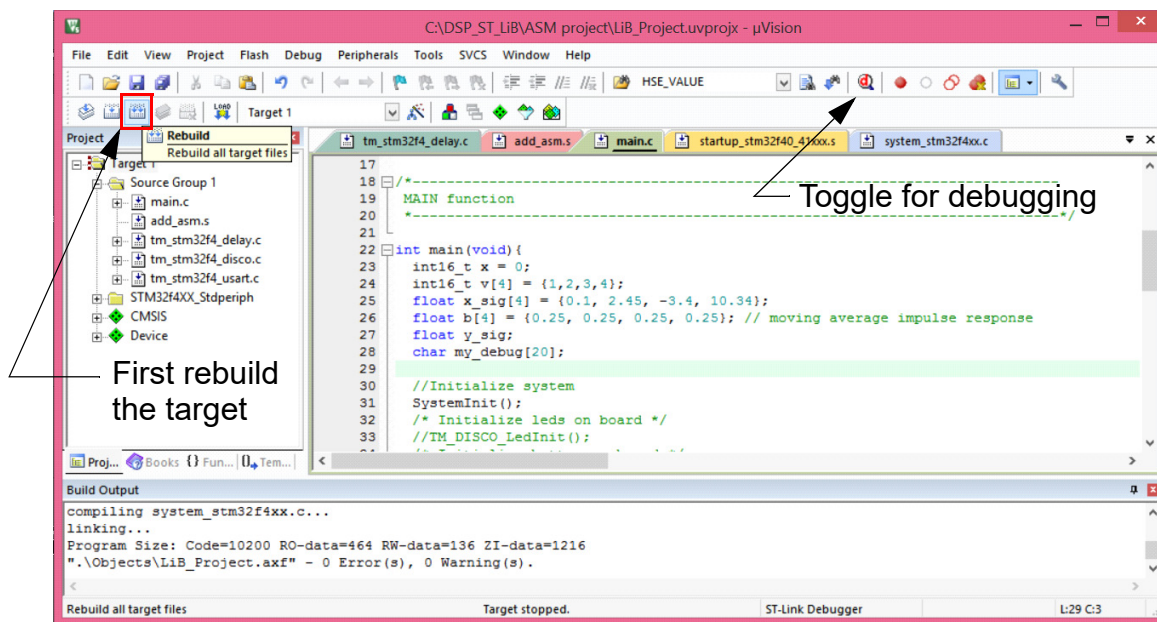 C:\DSP_ST_LiB\ASM project\LiB_Project.uvprojx - µVision
File Edit View Project Flash Debug Peripherals Tools SVCS Window Help
HSE_VALUE
LOAD Target 1
Project
Rebuild
Rebuild all target files
tm_stm32f4_delay.c add_asm.s main.c startup_stm32f40_41xxx.s system_stm32f4xx.c
Target 1
Source Group 1
main.c
add_asm.s
tm_stm32f4_delay.c
tm_stm32f4_disco.c
tm_stm32f4_usart.c
STM32F4XX_Stdperiph
CMSIS
Device
17
18 /*----------------------------------------------------------------------------
19 MAIN function
20 *----------------------------------------------------------------------------*/
21
22 int main(void){
23 int16_t x = 0;
24 int16_t v[4] = {1,2,3,4};
25 float x_sig[4] = {0.1, 2.45, -3.4, 10.34};
26 float b[4] = {0.25, 0.25, 0.25, 0.25}; // moving average impulse response
27 float y_sig;
28 char my_debug[20];
29
30 //Initialize system
31 SystemInit();
32 /* Initialize leds on board */
33 //TM_DISCO_LedInit();
Toggle for debugging
First rebuild
the target
Proj... Books {} Fun... 0 Tem...
Build Output
compiling system_stm32f4xx.c...
linking...
Program Size: Code=10200 RO-data=464 RW-data=136 ZI-data=1216
".\Objects\LiB_Project.axf" - 0 Error(s), 0 Warning(s).
Rebuild all target files Target stopped. ST-Link Debugger L:29 C:3